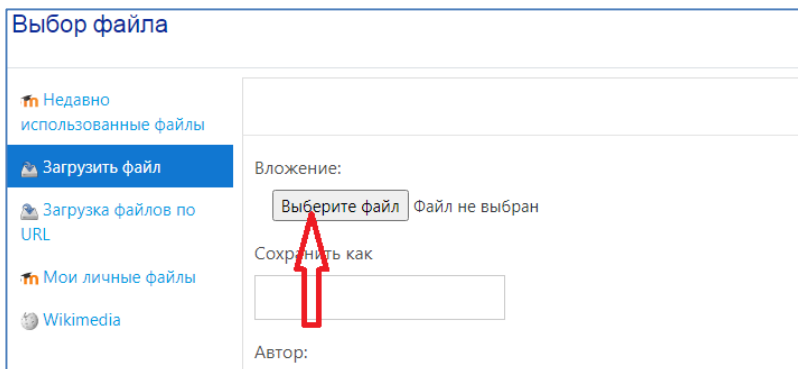 Выбор файла
Недавно
использованные файлы
Загрузить файл
Загрузка файлов по
URL
Мои личные файлы
Wikimedia
Вложение:
Выберите файл Файл не выбран
Сохранить как
Автор: